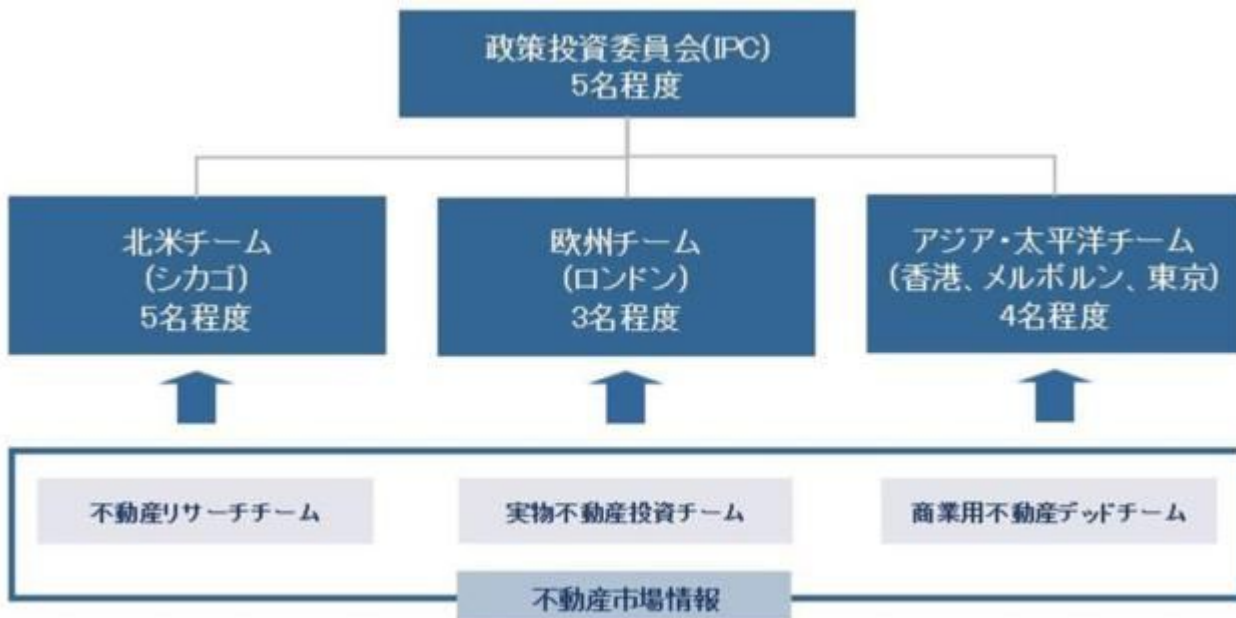 政策投資委員会(IPC)
5名程度
北米チーム
(シカゴ)
5名程度
欧州チーム
(ロンドン)
3名程度
アジア・太平洋チーム
(香港、メルボルン、東京)
4名程度
不動産リサーチチーム
実物不動産投資チーム
商業用不動産デッドチーム
不動産市場情報